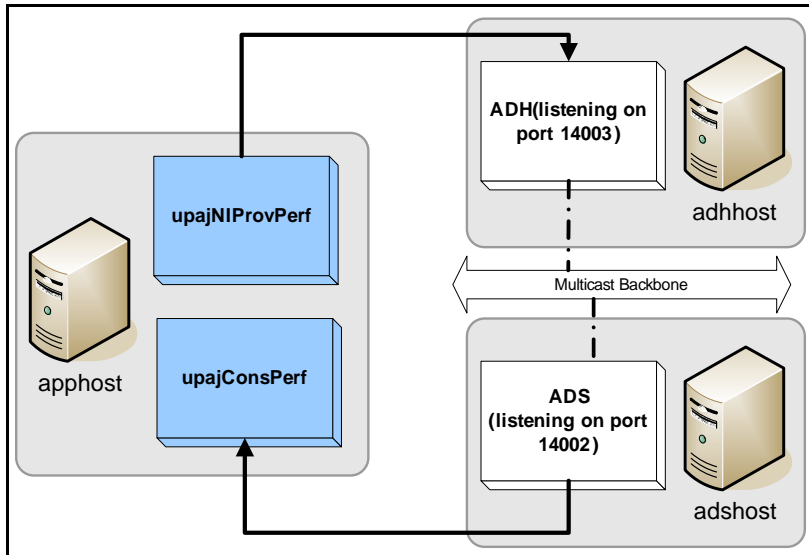 upajNIProvPerf
upajConsPerf
apphost
ADH(listening on
port 14003)
adhhost
Multicast Backbone
ADS
(listening on port
14002)
adshost